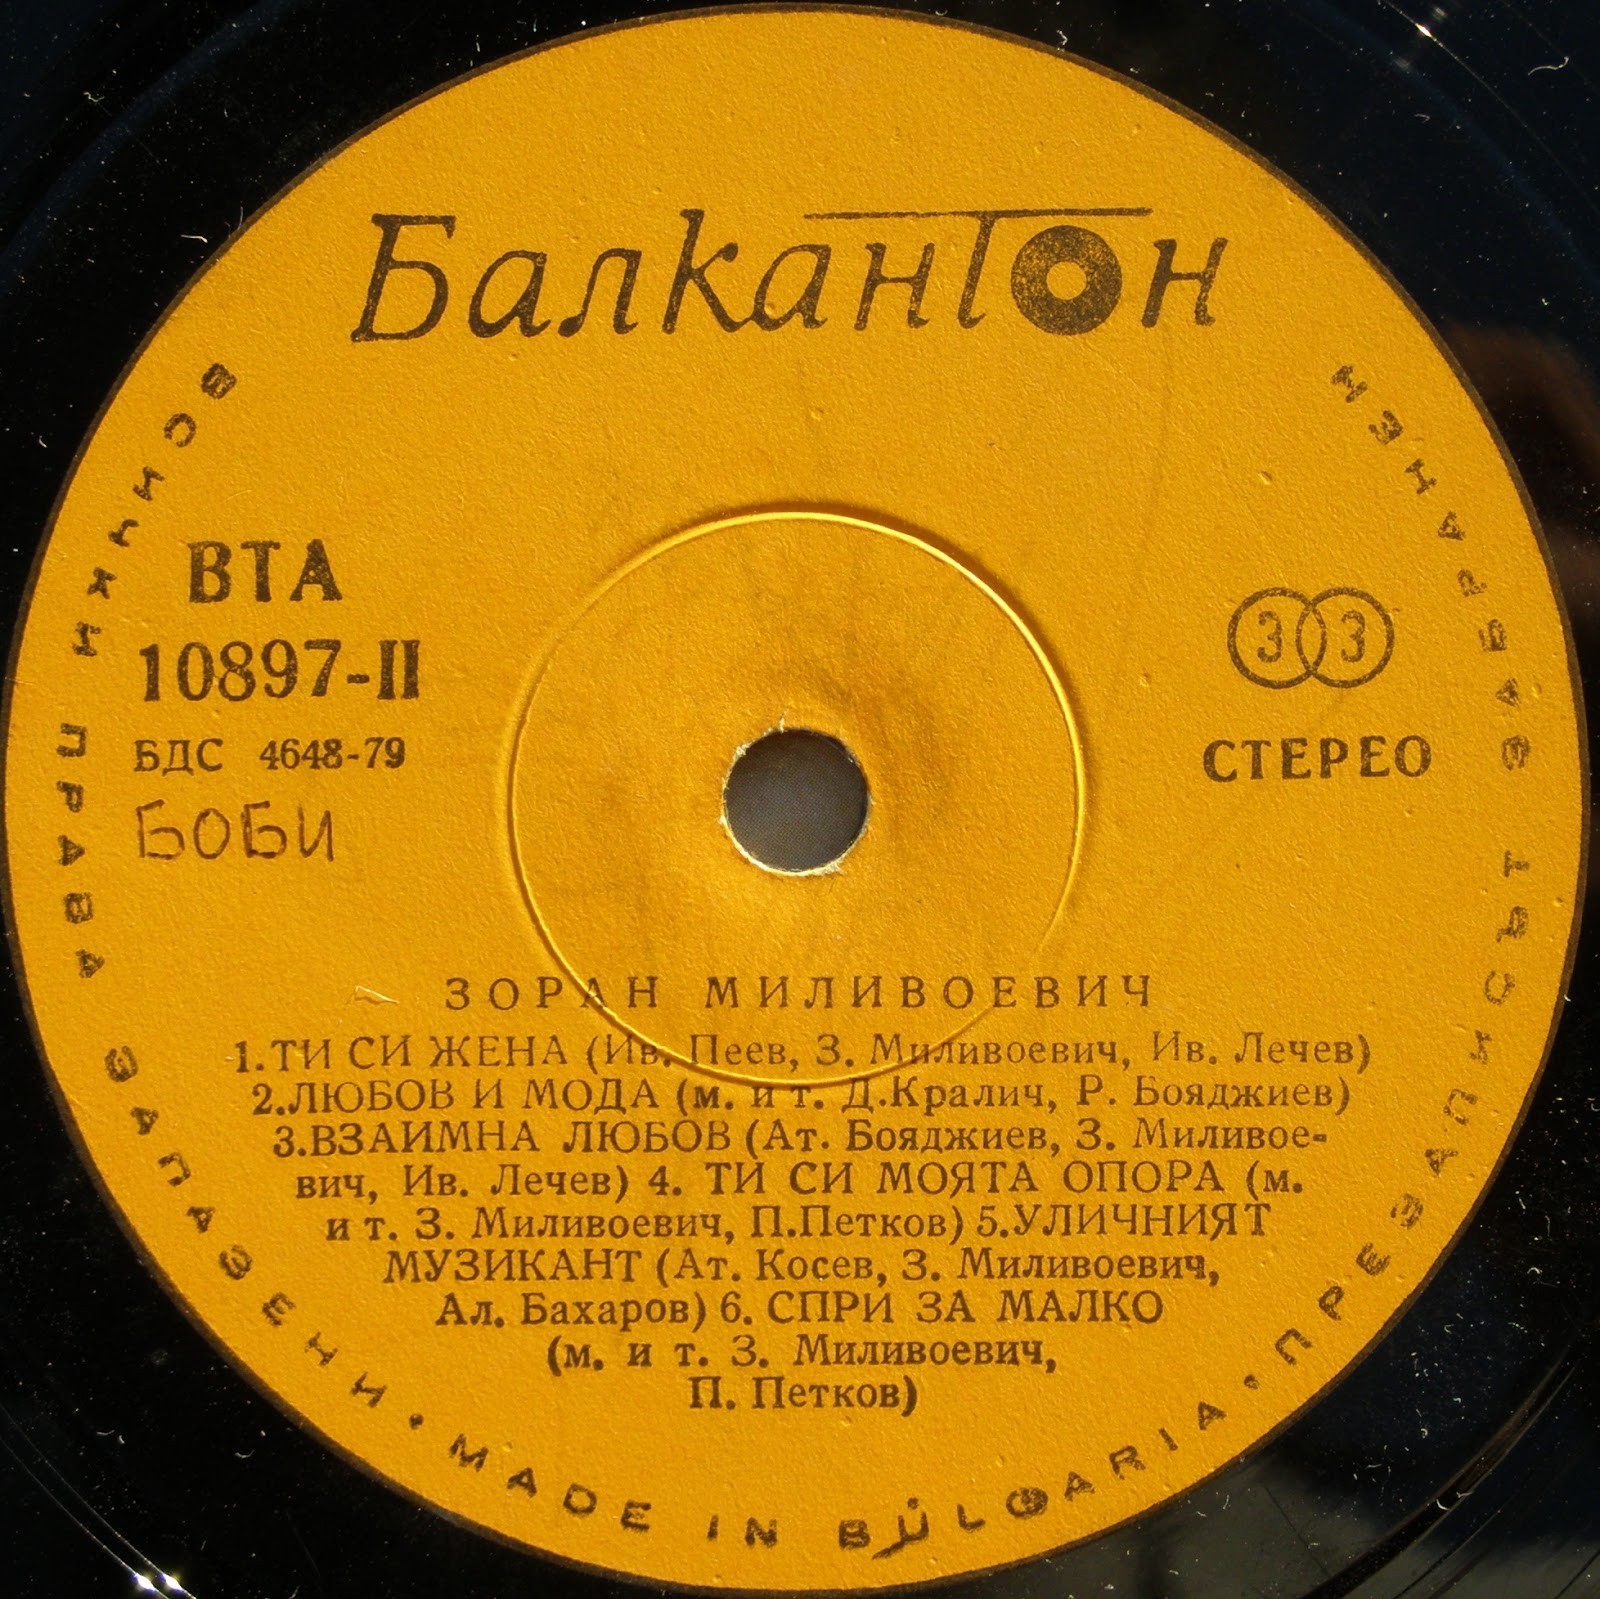 Балкантон
ВТА
10897-II
БДС 4648-79
БОБИ
33
СТЕРЕО
ЗОРАН МИЛИВОЕВИЧ
1.ТИ СИ ЖЕНА (Ив. Пеев, З. Миливоевич, Ив. Лечев)
2.ЛЮБОВ И МОДА (м. и т. Д.Кралич, Р. Бояджиев)
3.ВЗАИМНА ЛЮБОВ (Ат. Бояджиев, З. Миливое-
вич, Ив. Лечев) 4. ТИ СИ МОЯТА ОПОРА (м.
и т. З. Миливоевич, П.Петков) 5.УЛИЧНИЯТ
МУЗИКАНТ (Ат. Косев, З. Миливоевич,
Ал. Бахаров) 6. СПРИ ЗА МАЛКО
(м. и т. З. Миливоевич,
П. Петков)
ВСИЧКИ ПРАВА ЗАПАЗЕНИ · MADE IN BULGARIA · ПРЕЗАПИСЪТ ЗАБРАНЕН